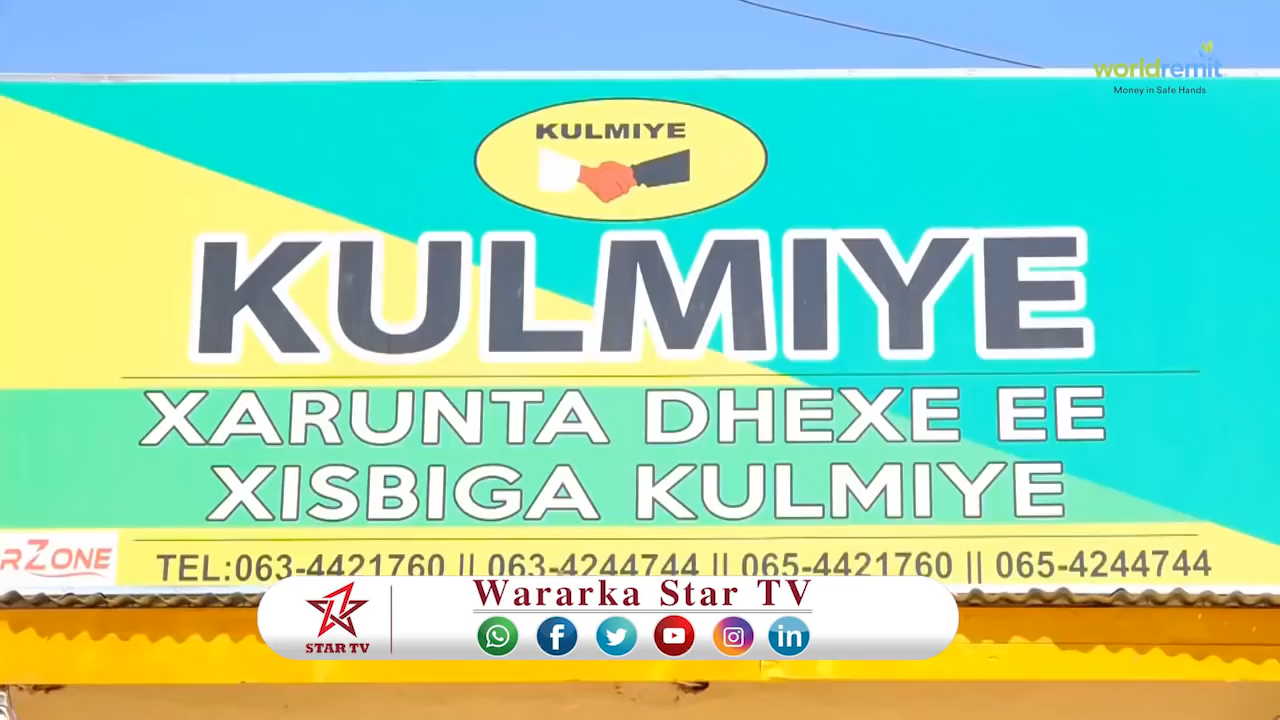 worldremit
Money in Safe Hands
KULMIYE
KULMIYE
XARUNTA DHEXE EE
XISBIGA KULMIYE
RZONE
TEL:063-4421760 || 063-4244744 || 065-4421760 || 065-4244744
Wararka Star TV
STAR TV